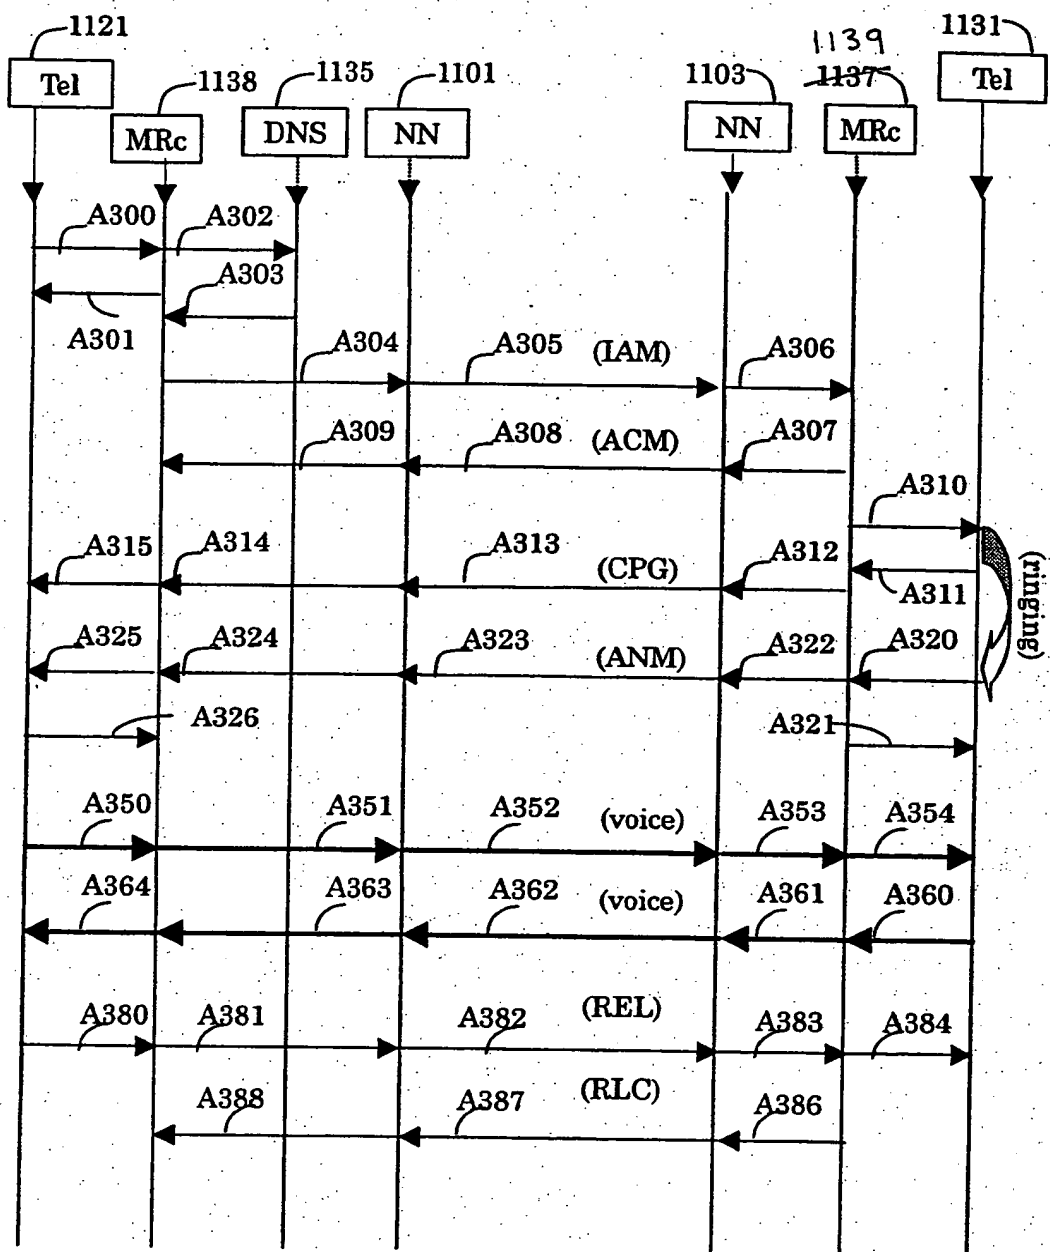 1121
1138
1135
1101
1103
1139
1137
1131
Tel
MRc
DNS
NN
NN
MRc
Tel
A300
A302
A303
A301
A304
A305
(IAM)
A306
A309
A308
(ACM)
A307
A310
A315
A314
A313
(CPG)
A312
A311
(ringing)
A325
A324
A323
(ANM)
A322
A320
A326
A321
A350
A351
A352
(voice)
A353
A354
A364
A363
A362
(voice)
A361
A360
A380
A381
A382
(REL)
A383
A384
A388
A387
(RLC)
A386